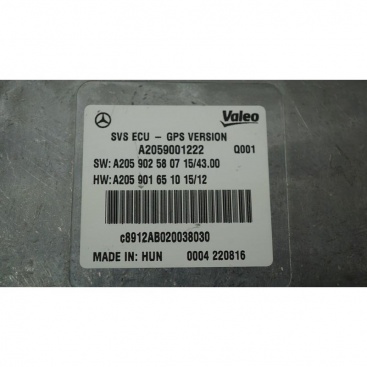 Valeo
SVS ECU - GPS VERSION
A2059001222 Q001
SW: A205 902 58 07 15/43.00
HW: A205 901 65 10 15/12
c8912AB020038030
MADE IN: HUN 0004 220816